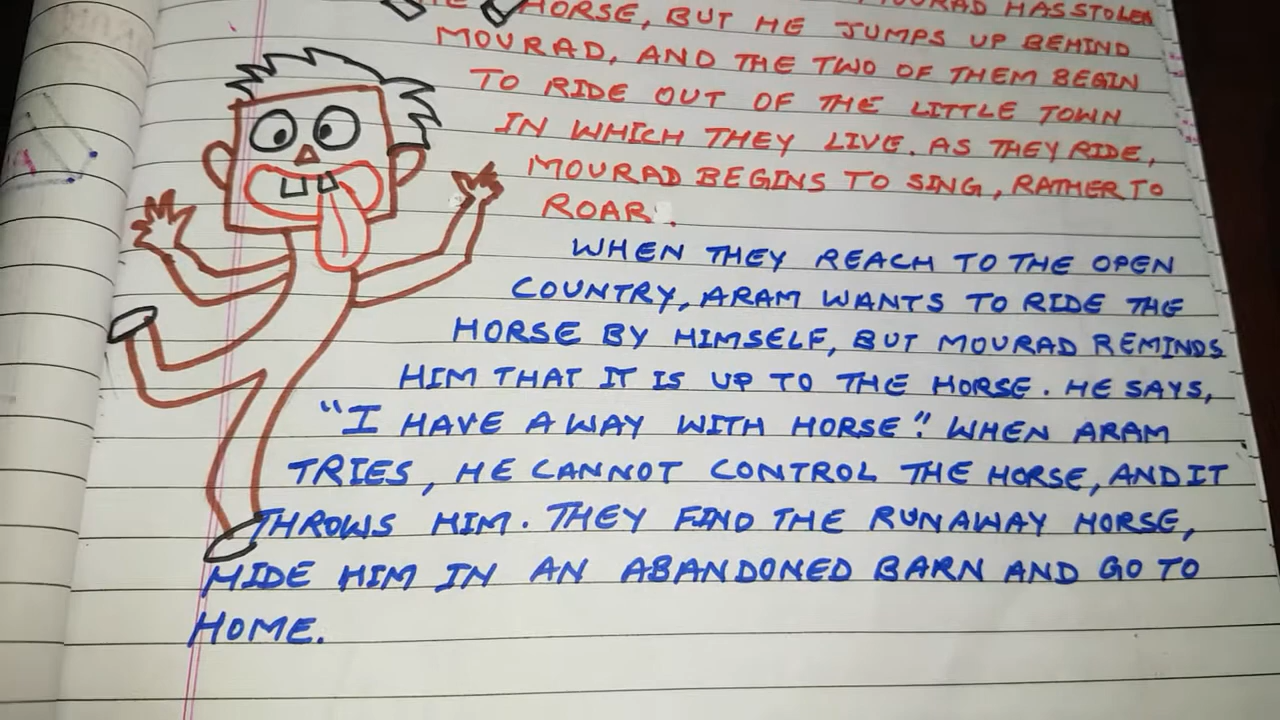 HORSE, BUT HE JUMPS UP BEHIND
MOURAD HAS STOLEN
MOURAD, AND THE TWO OF THEM BEGIN
TO RIDE OUT OF THE LITTLE TOWN
IN WHICH THEY LIVE. AS THEY RIDE,
MOURAD BEGINS TO SING, RATHER TO
ROAR.
WHEN THEY REACH TO THE OPEN
COUNTRY, ARAM WANTS TO RIDE THE
HORSE BY HIMSELF, BUT MOURAD REMINDS
HIM THAT IT IS UP TO THE HORSE. HE SAYS,
"I HAVE A WAY WITH HORSE". WHEN ARAM
TRIES, HE CANNOT CONTROL THE HORSE, AND IT
THROWS HIM. THEY FIND THE RUNAWAY HORSE,
HIDE HIM IN AN ABANDONED BARN AND GO TO
HOME.